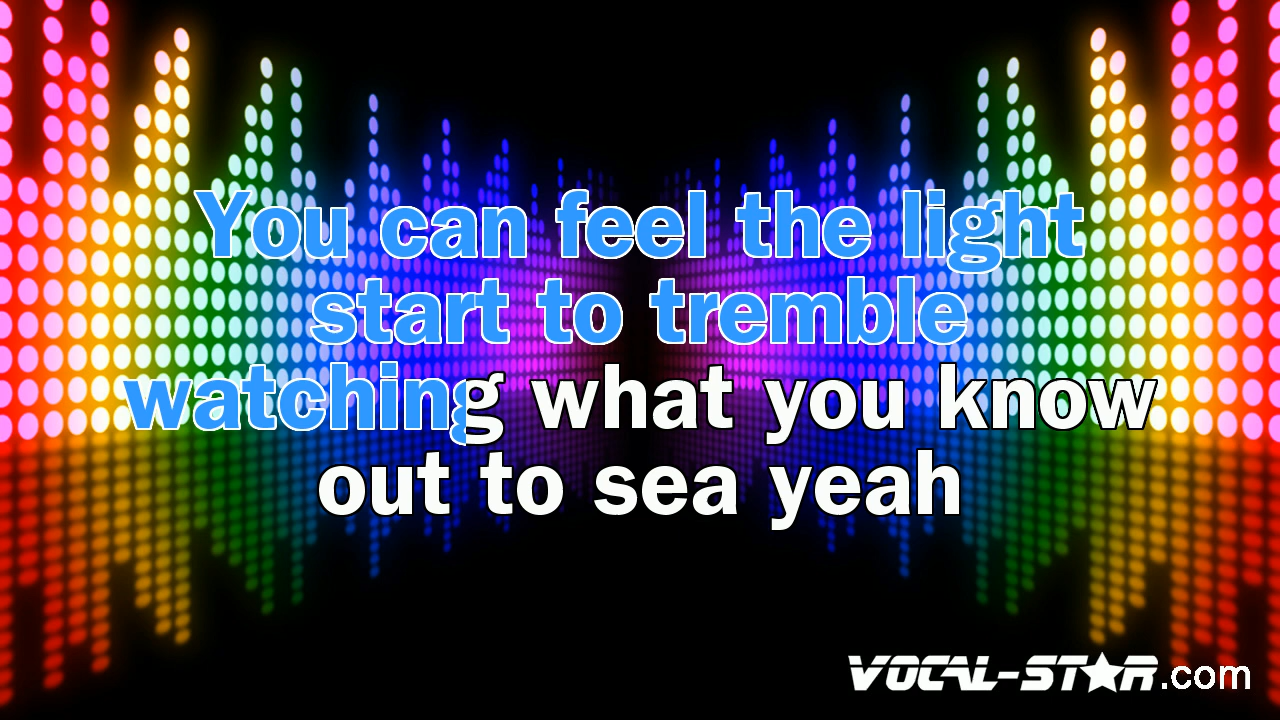 You can feel the light
start to tremble
watching what you know
out to sea yeah
VOCAL-STAR.com